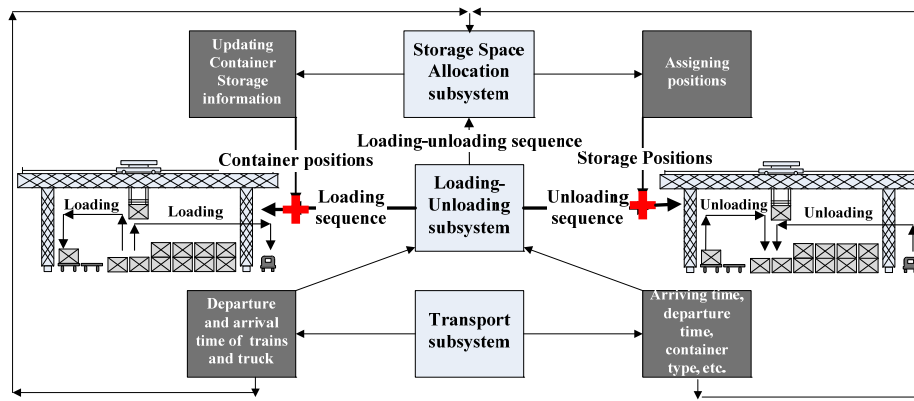 Updating
Container
Storage
information
Storage Space
Allocation
subsystem
Assigning
positions
Loading-unloading sequence
Container positions
Storage Positions
Loading
sequence
Loading-
Unloading
subsystem
Unloading
sequence
Loading
Loading
Unloading
Unloading
Departure
and arrival
time of trains
and truck
Transport
subsystem
Arriving time,
departure
time,
container
type, etc.